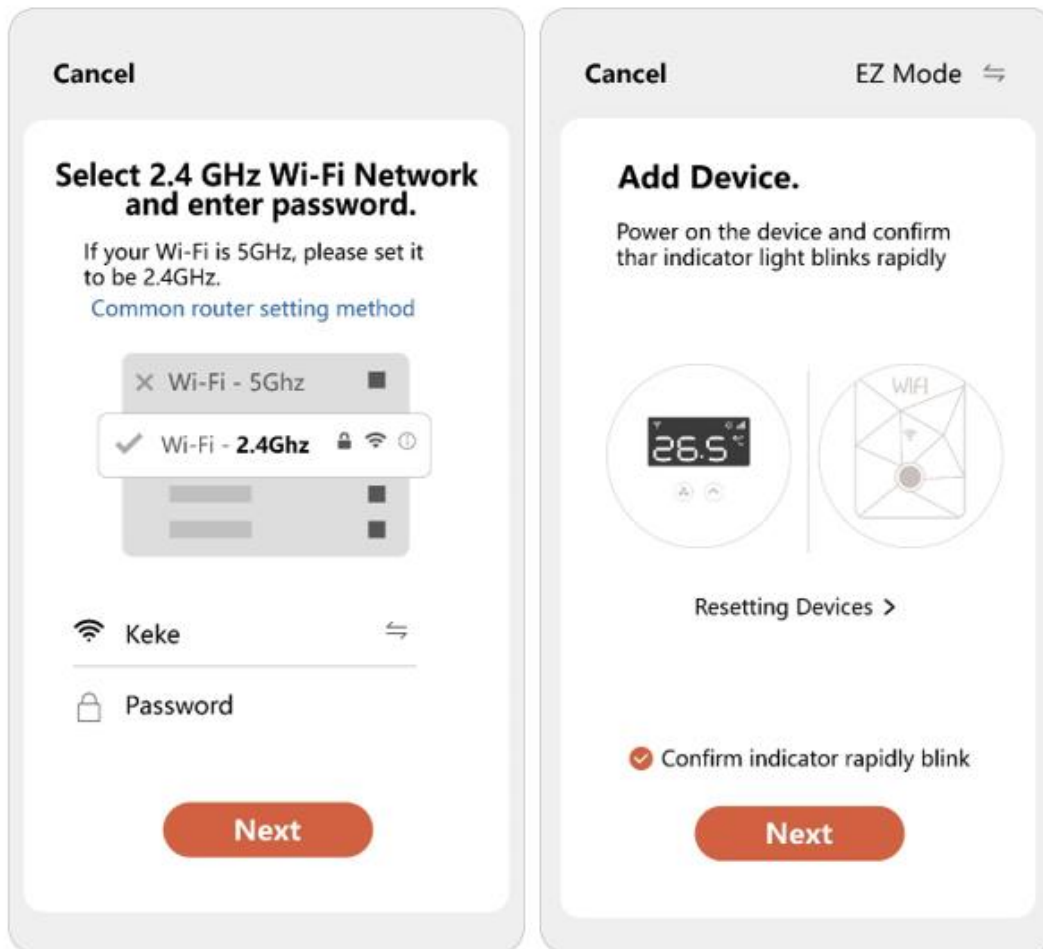 Cancel
Select 2.4 GHz Wi-Fi Network
and enter password.
If your Wi-Fi is 5GHz, please set it
to be 2.4GHz.
Common router setting method
Wi-Fi - 5Ghz
Wi-Fi - 2.4Ghz
Keke
Password
Next
Cancel
EZ Mode
Add Device.
Power on the device and confirm
thar indicator light blinks rapidly
26.5 °C
WIFI
Resetting Devices >
Confirm indicator rapidly blink
Next